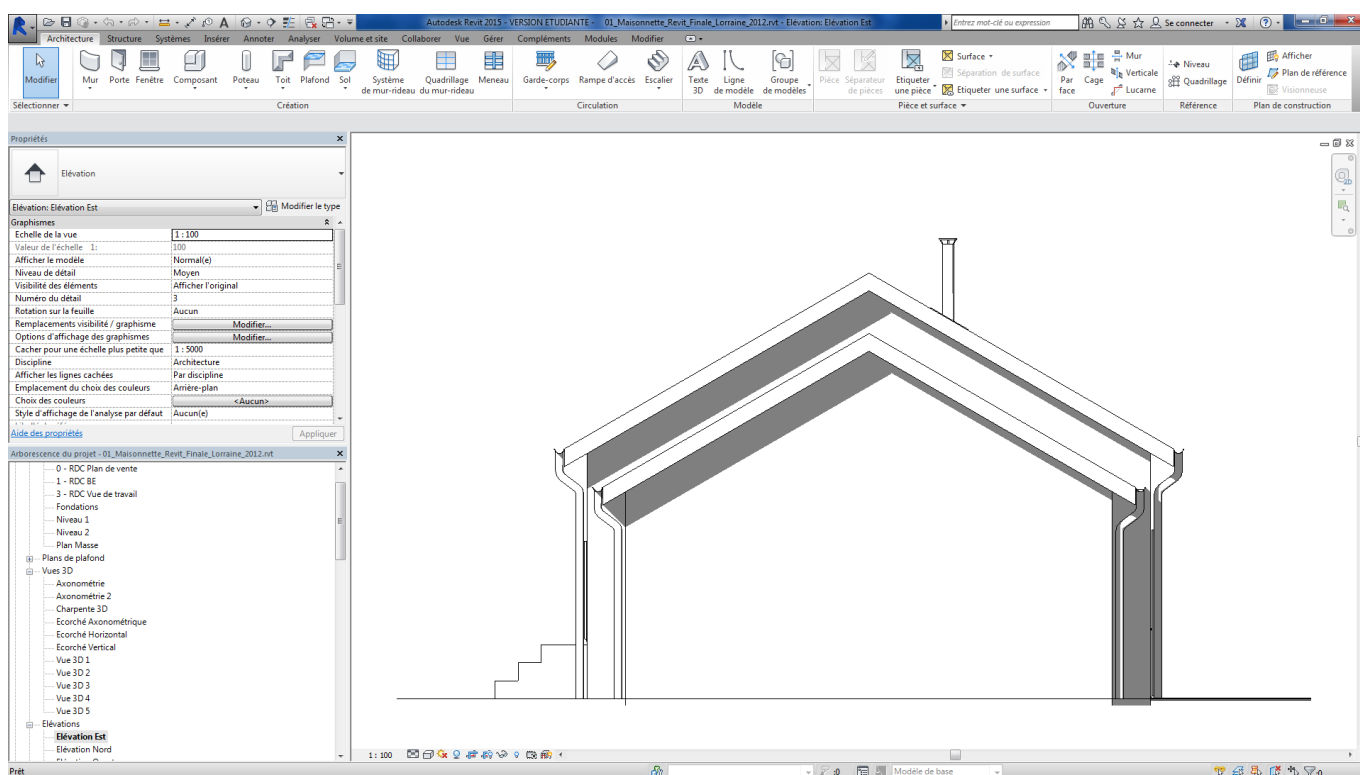 Autodesk Revit 2015 - VERSION ETUDIANTE - 01_Maisonnette_Revit_Finale_Lorraine_2012.rvt - Elévation: Elévation Est
Entrez mot-clé ou expression
Se connecter
Architecture Structure Systèmes Insérer Annoter Analyser Volume et site Collaborer Vue Gérer Compléments Modules Modifier
Modifier
Mur Porte Fenêtre Composant Poteau Toit Plafond Sol
Système de mur-rideau
Quadrillage du mur-rideau
Meneau
Garde-corps Rampe d'accès Escalier
Texte 3D
Ligne de modèle
Groupe de modèles
Pièce
Séparateur de pièces
Etiqueter une pièce
Surface
Séparation de surface
Etiqueter une surface
Par face
Cage
Mur
Verticale
Lucarne
Niveau
Quadrillage
Définir
Afficher
Plan de référence
Visionneuse
Sélectionner Création Circulation Modèle Pièce et surface Ouverture Référence Plan de construction
Propriétés
Elévation
Elévation: Elévation Est
Modifier le type
Graphismes
Echelle de la vue 1 : 100
Valeur de l'échelle 1: 100
Afficher le modèle Normal(e)
Niveau de détail Moyen
Visibilité des éléments Afficher l'original
Numéro du détail 3
Rotation sur la feuille Aucun
Remplacements visibilité / graphisme Modifier...
Options d'affichage des graphismes Modifier...
Cacher pour une échelle plus petite que 1 : 5000
Discipline Architecture
Afficher les lignes cachées Par discipline
Emplacement du choix des couleurs Arrière-plan
Choix des couleurs <Aucun>
Style d'affichage de l'analyse par défaut Aucun(e)
Aide des propriétés
Appliquer
Arborescence du projet - 01_Maisonnette_Revit_Finale_Lorraine_2012.rvt
0 - RDC Plan de vente
1 - RDC BE
3 - RDC Vue de travail
Fondations
Niveau 1
Niveau 2
Plan Masse
Plans de plafond
Vues 3D
Axonométrie
Axonométrie 2
Charpente 3D
Ecorché Axonométrique
Ecorché Horizontal
Ecorché Vertical
Vue 3D 1
Vue 3D 2
Vue 3D 3
Vue 3D 4
Vue 3D 5
Elévations
Elévation Est
Elévation Nord
1 : 100
Prêt
:0
Modèle de base
:0